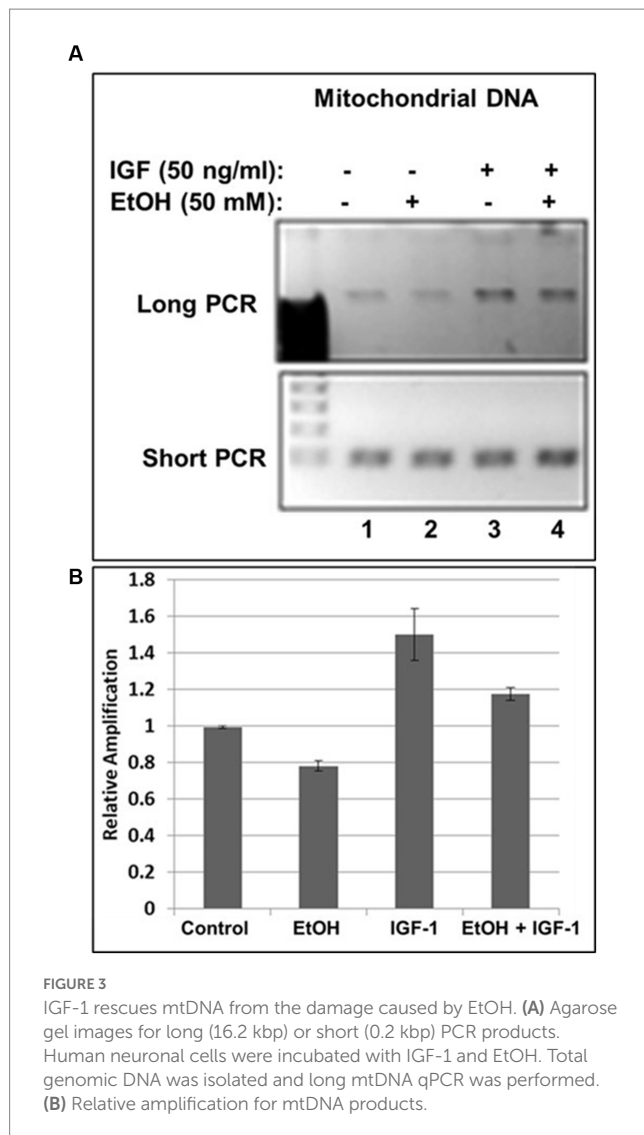 A
Mitochondrial DNA
IGF (50 ng/ml): - - + +
EtOH (50 mM): - + - +
Long PCR
Short PCR
1 2 3 4
B
Relative Amplification
1.8
1.6
1.4
1.2
1
0.8
0.6
0.4
0.2
0
Control EtOH IGF-1 EtOH + IGF-1
FIGURE 3
IGF-1 rescues mtDNA from the damage caused by EtOH. (A) Agarose
gel images for long (16.2 kbp) or short (0.2 kbp) PCR products.
Human neuronal cells were incubated with IGF-1 and EtOH. Total
genomic DNA was isolated and long mtDNA qPCR was performed.
(B) Relative amplification for mtDNA products.